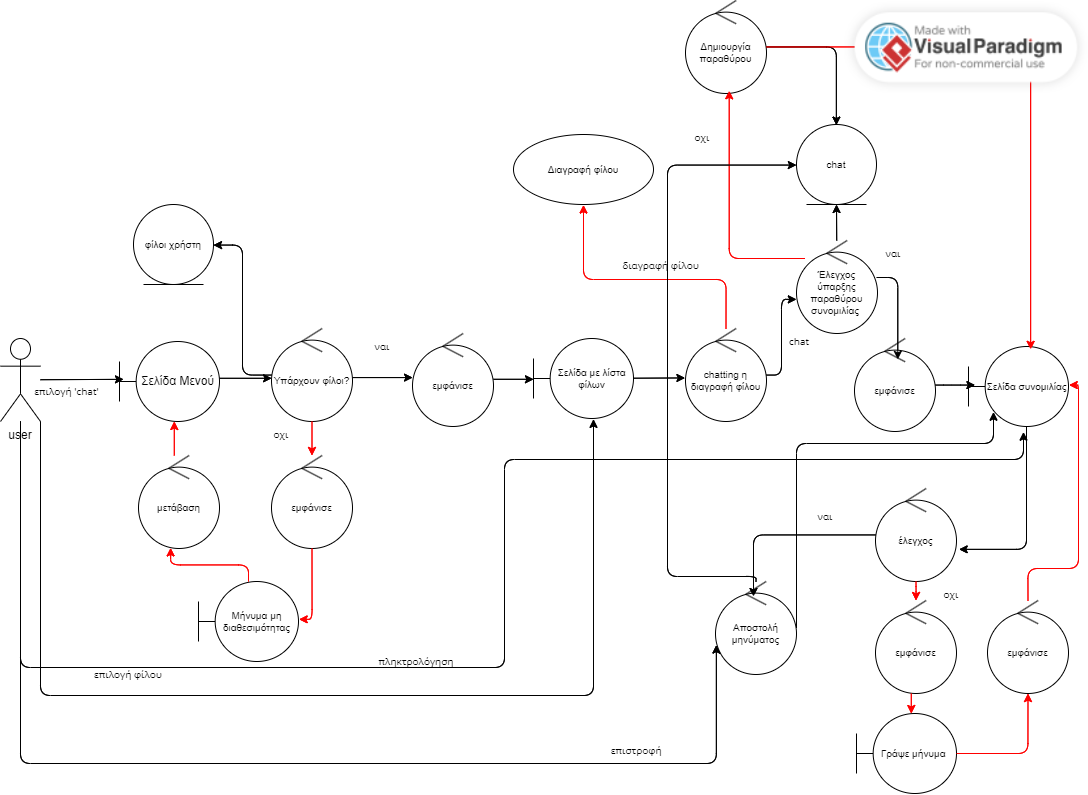 Made with
Visual Paradigm
For non-commercial use
Δημιουργία
παραθύρου
οχι
chat
Διαγραφή φίλου
φίλοι χρήστη
διαγραφή φίλου
ναι
Έλεγχος
ύπαρξης
παραθύρου
συνομιλίας
chat
ναι
επιλογή 'chat'
Σελίδα Μενού
Υπάρχουν φίλοι?
εμφάνισε
Σελίδα με λίστα
φίλων
chatting η
διαγραφή φίλου
εμφάνισε
Σελίδα συνομιλίας
user
οχι
μετάβαση
εμφάνισε
ναι
έλεγχος
οχι
Μήνυμα μη
διαθεσιμότητας
Αποστολή
μηνύματος
εμφάνισε
εμφάνισε
πληκτρολόγηση
επιλογή φίλου
επιστροφή
Γράψε μήνυμα